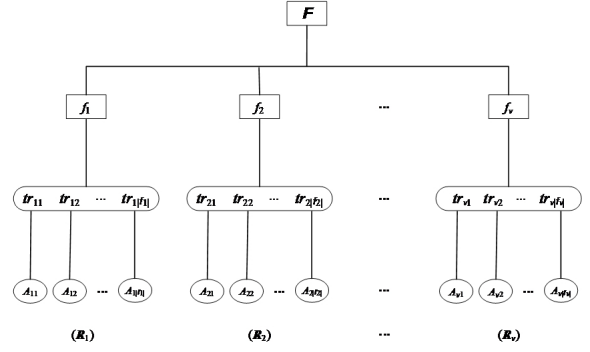 F
f₁ f₂ ... fᵥ
tr₁₁ tr₁₂ ... tr₁|f₁| tr₂₁ tr₂₂ ... tr₂|f₂| ... trᵥ₁ trᵥ₂ ... trᵥ|fᵥ|
A₁₁ A₁₂ ... A₁|f₁| A₂₁ A₂₂ ... A₂|f₂| ... Aᵥ₁ Aᵥ₂ ... Aᵥ|fᵥ|
(R₁) (R₂) ... (Rᵥ)